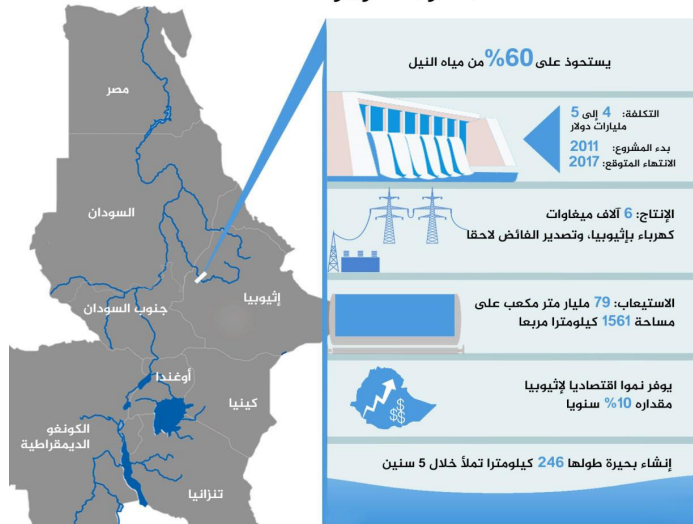 يستحوذ على 60% من مياه النيل
التكلفة: 4 إلى 5
مليارات دولار
بدء المشروع: 2011
الانتهاء المتوقع: 2017
الإنتاج: 6 آلاف ميغاوات
كهرباء بإثيوبيا، وتصدير الفائض لاحقا
الاستيعاب: 79 مليار متر مكعب على
مساحة 1561 كيلومترا مربعا
يوفر نموا اقتصاديا لإثيوبيا
مقداره 10% سنويا
إنشاء بحيرة طولها 246 كيلومترا تملأ خلال 5 سنين
مصر
السودان
إثيوبيا
جنوب السودان
أوغندا
كينيا
الكونغو
الديمقراطية
تنزانيا